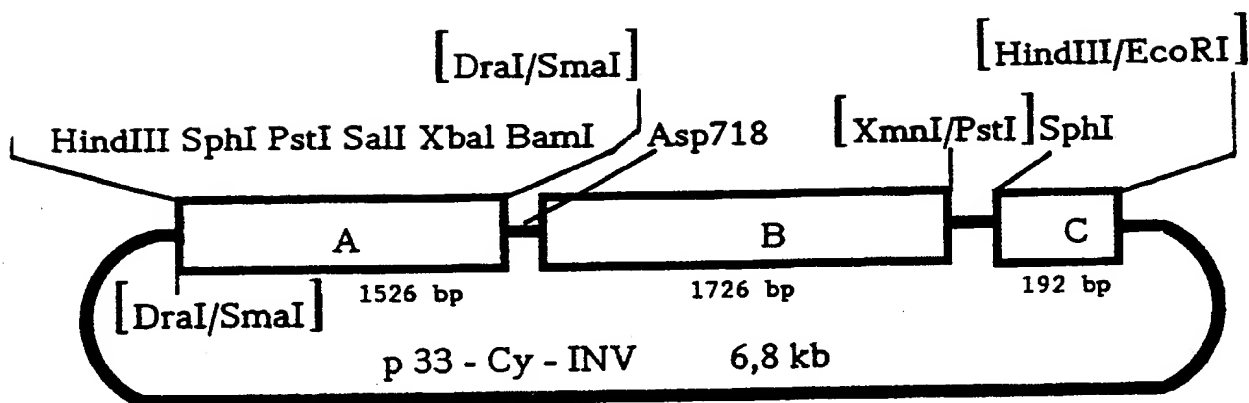 [DraI/SmaI]
[HindIII/EcoRI]
HindIII SphI PstI SalI XbaI BamI
Asp718
[XmnI/PstI] SphI
A
B
C
1526 bp
1726 bp
192 bp
[DraI/SmaI]
p 33 - Cy - INV 6,8 kb